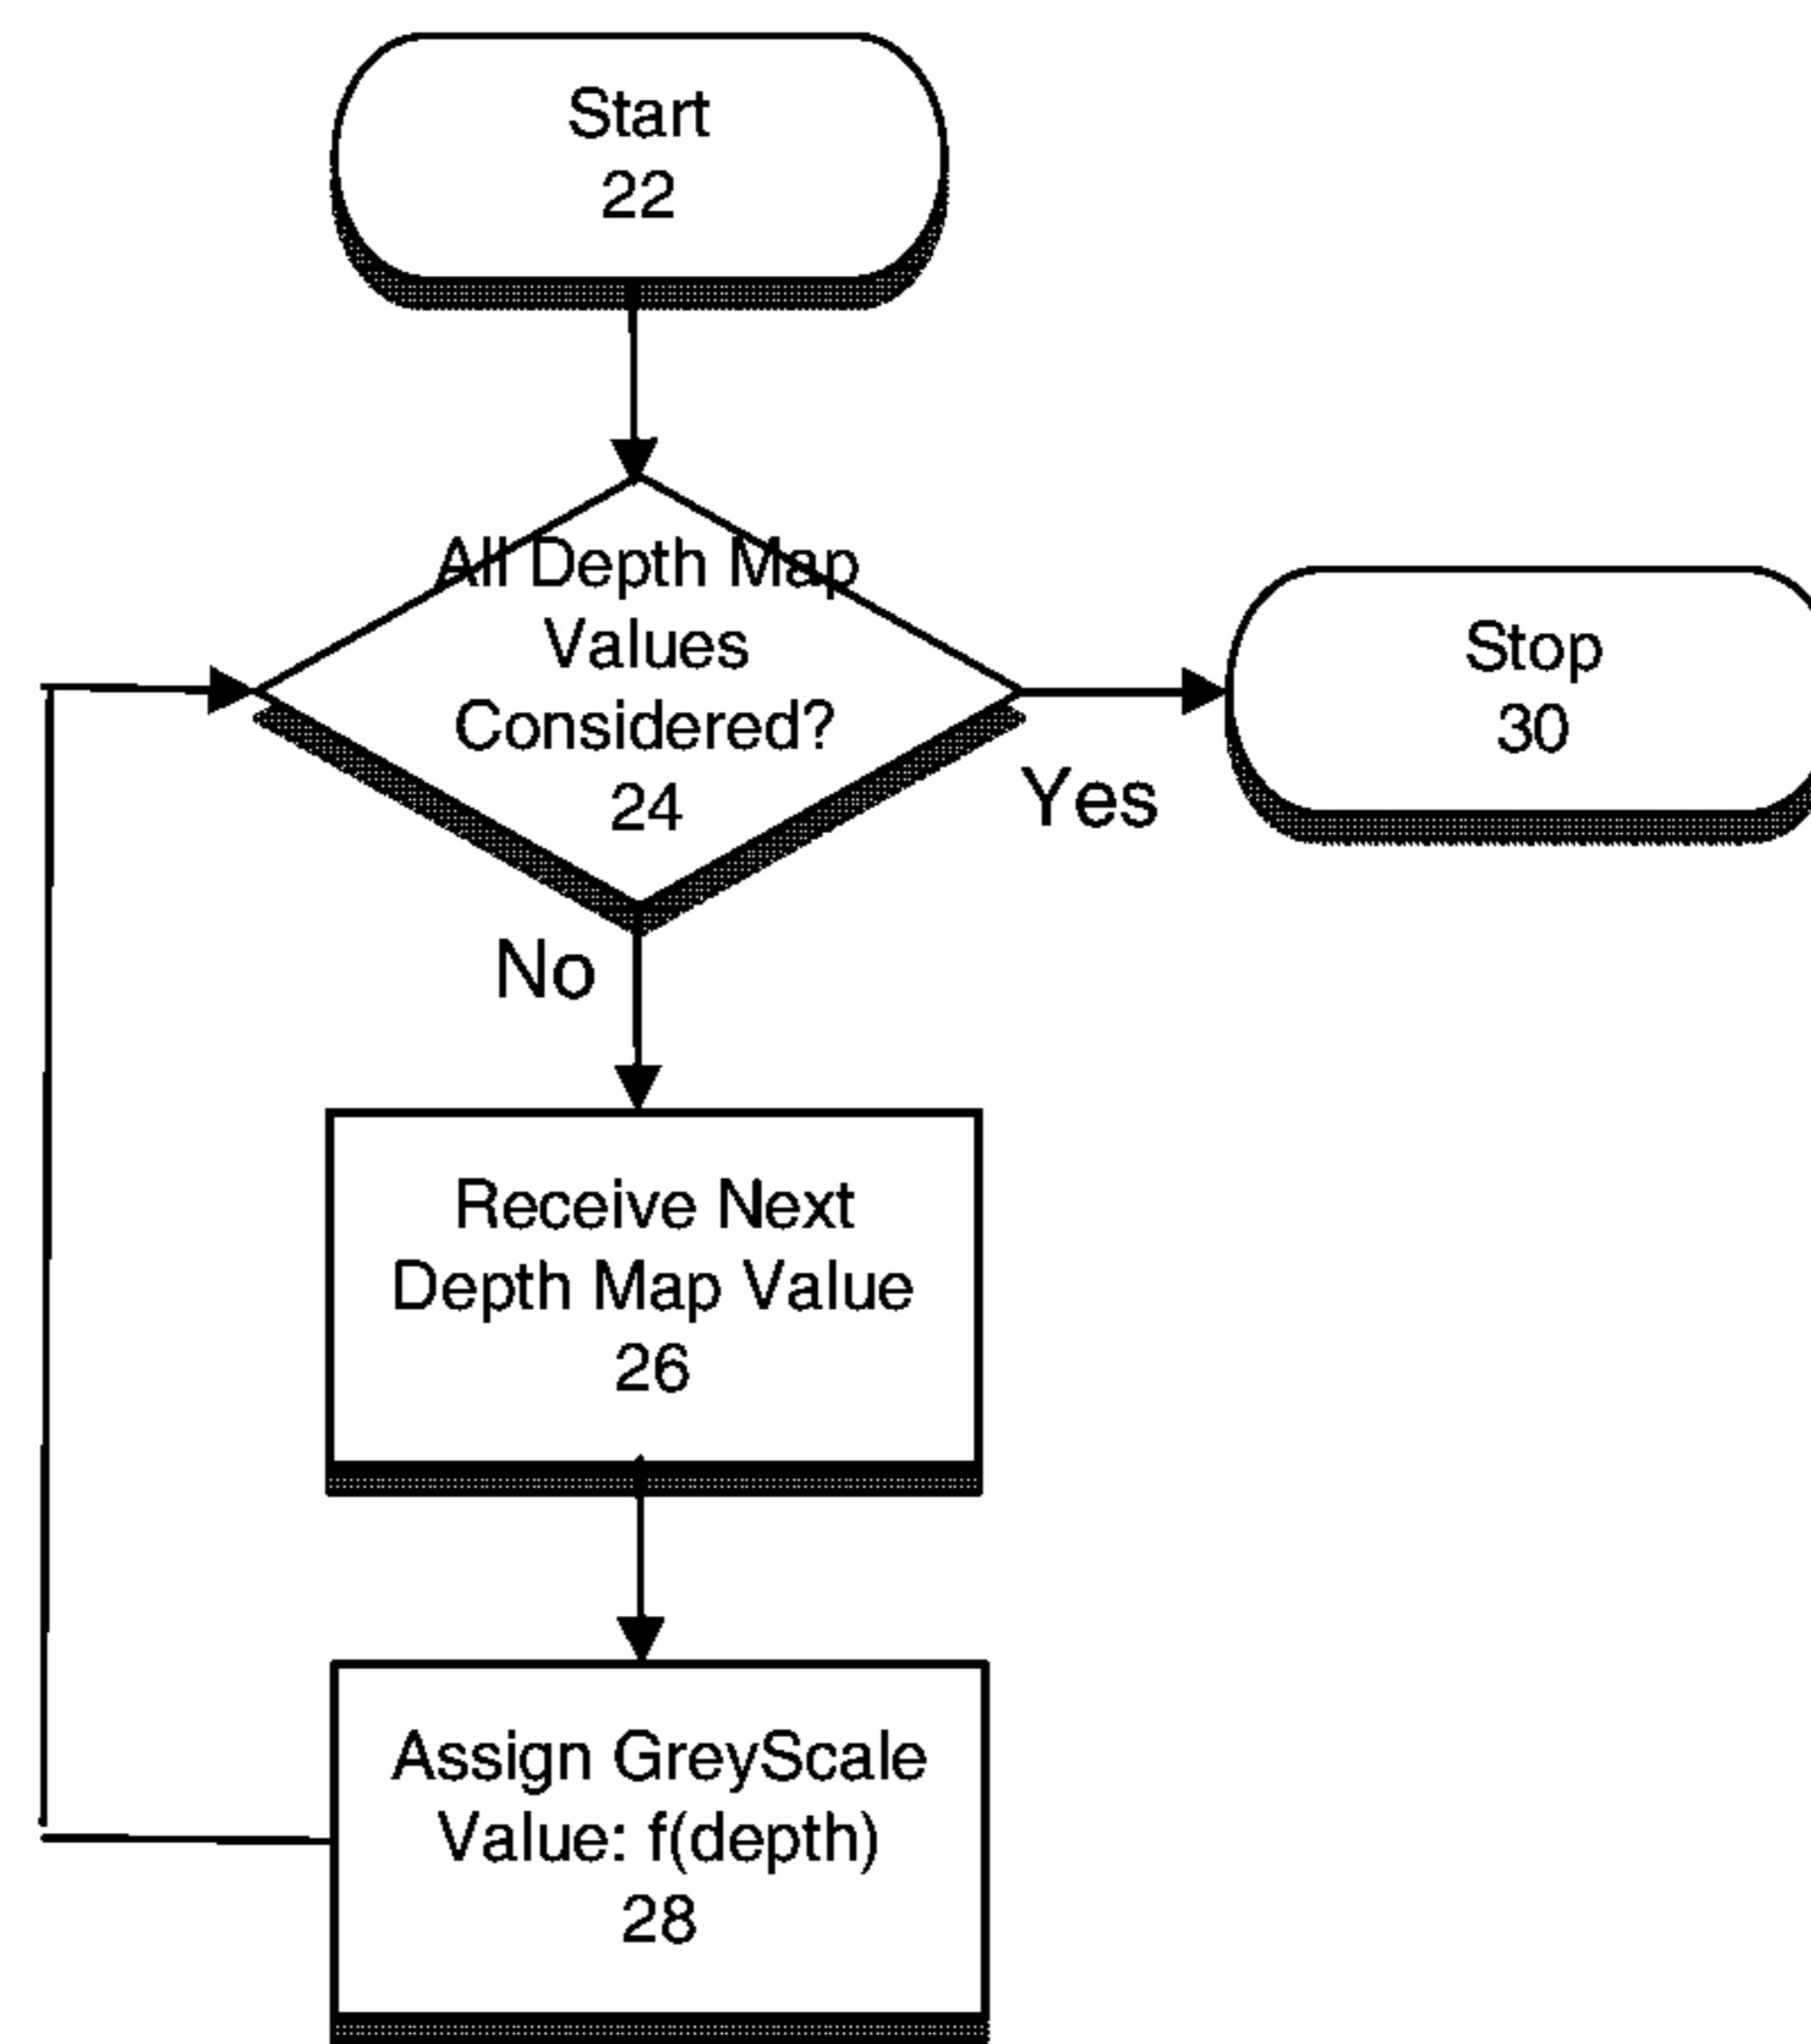 Start
22
All Depth Map
Values
Considered?
24
Yes
Stop
30
No
Receive Next
Depth Map Value
26
Assign GreyScale
Value: f(depth)
28